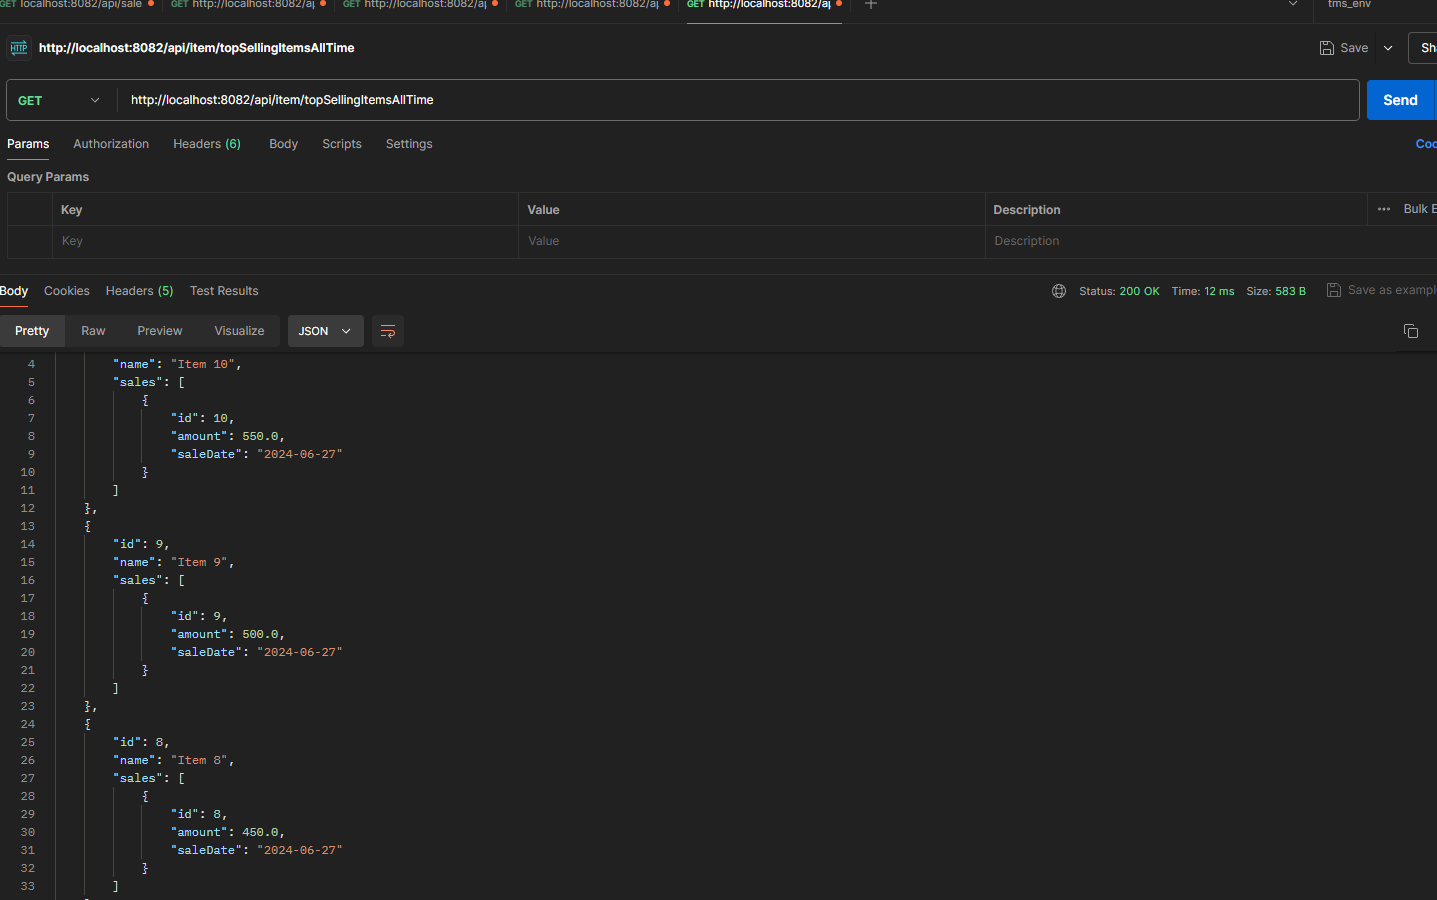 GET localhost:8082/api/sale GET http://localhost:8082/ap GET http://localhost:8082/ap GET http://localhost:8082/ap GET http://localhost:8082/ap + tms_env
HTTP http://localhost:8082/api/item/topSellingItemsAllTime Save Sha
GET http://localhost:8082/api/item/topSellingItemsAllTime Send
Params Authorization Headers (6) Body Scripts Settings Coo
Query Params
Key Value Description ••• Bulk E
Key Value Description
Body Cookies Headers (5) Test Results Status: 200 OK Time: 12 ms Size: 583 B Save as exampl
Pretty Raw Preview Visualize JSON
4 "name": "Item 10",
5 "sales": [
6 {
7 "id": 10,
8 "amount": 550.0,
9 "saleDate": "2024-06-27"
10 }
11 ]
12 },
13 {
14 "id": 9,
15 "name": "Item 9",
16 "sales": [
17 {
18 "id": 9,
19 "amount": 500.0,
20 "saleDate": "2024-06-27"
21 }
22 ]
23 },
24 {
25 "id": 8,
26 "name": "Item 8",
27 "sales": [
28 {
29 "id": 8,
30 "amount": 450.0,
31 "saleDate": "2024-06-27"
32 }
33 ]